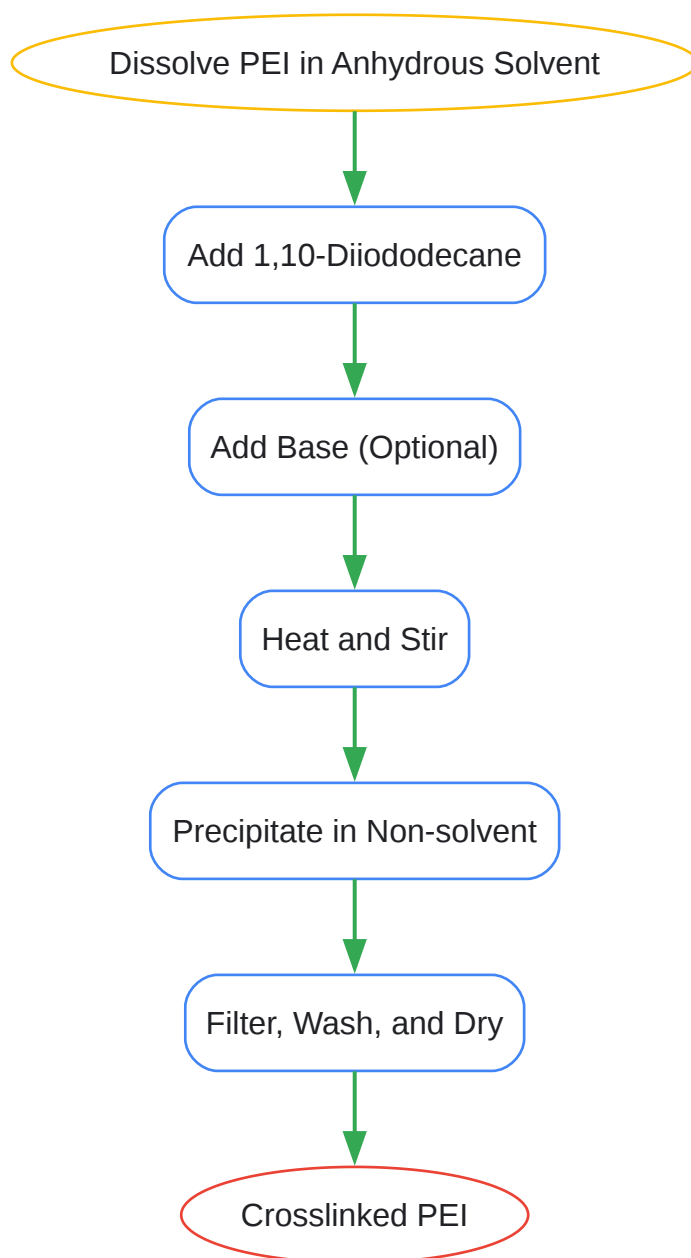 Dissolve PEI in Anhydrous Solvent
Add 1,10-Diiododecane
Add Base (Optional)
Heat and Stir
Precipitate in Non-solvent
Filter, Wash, and Dry
Crosslinked PEI